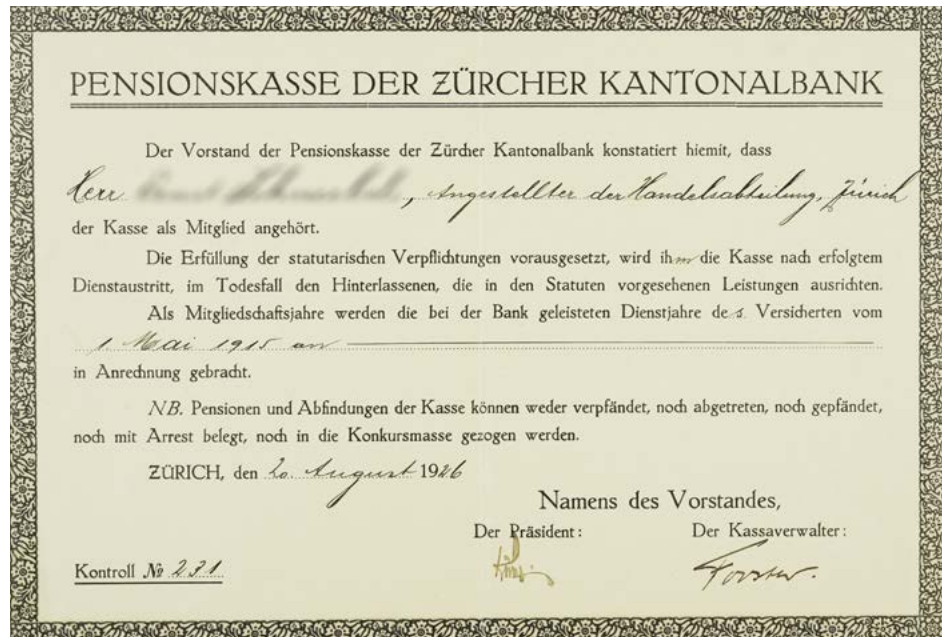 PENSIONSKASSE DER ZÜRCHER KANTONALBANK
Der Vorstand der Pensionskasse der Zürcher Kantonalbank konstatiert hiemit, dass
Herr , Angestellter der Handelsabteilung, Zürich
der Kasse als Mitglied angehört.
Die Erfüllung der statutarischen Verpflichtungen vorausgesetzt, wird ihm die Kasse nach erfolgtem
Dienstaustritt, im Todesfall den Hinterlassenen, die in den Statuten vorgesehenen Leistungen ausrichten.
Als Mitgliedschaftsjahre werden die bei der Bank geleisteten Dienstjahre des Versicherten vom
1. Mai 1915 an
in Anrechnung gebracht.
NB. Pensionen und Abfindungen der Kasse können weder verpfändet, noch abgetreten, noch gepfändet,
noch mit Arrest belegt, noch in die Konkursmasse gezogen werden.
ZÜRICH, den 20. August 1926
Namens des Vorstandes,
Der Präsident: Der Kassaverwalter:
Forster.
Kontroll № 231